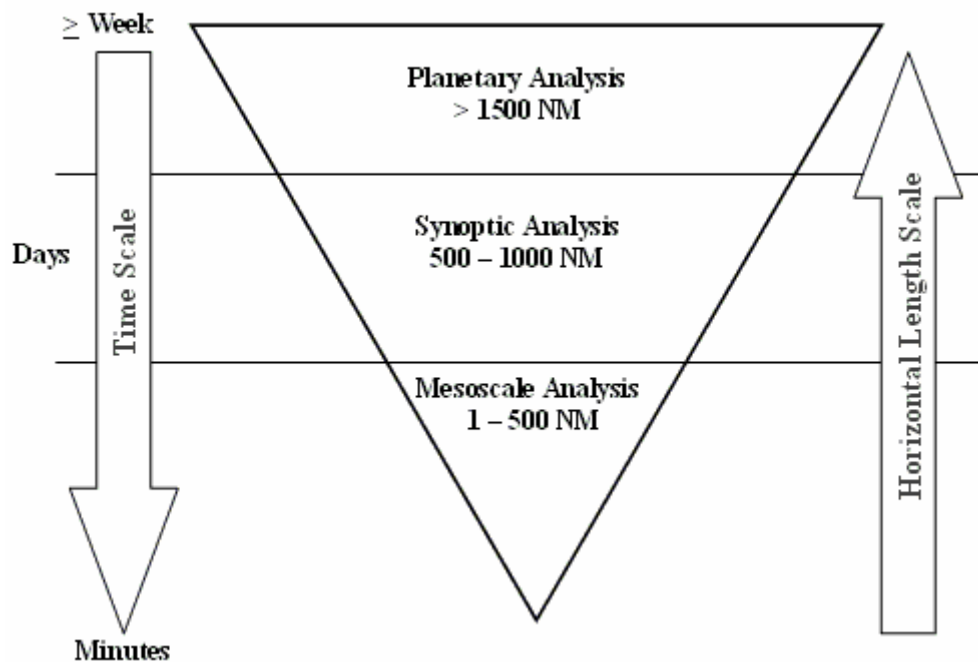 ≥ Week
Planetary Analysis
> 1500 NM
Synoptic Analysis
500 – 1000 NM
Days
Time Scale
Mesoscale Analysis
1 – 500 NM
Horizontal Length Scale
Minutes